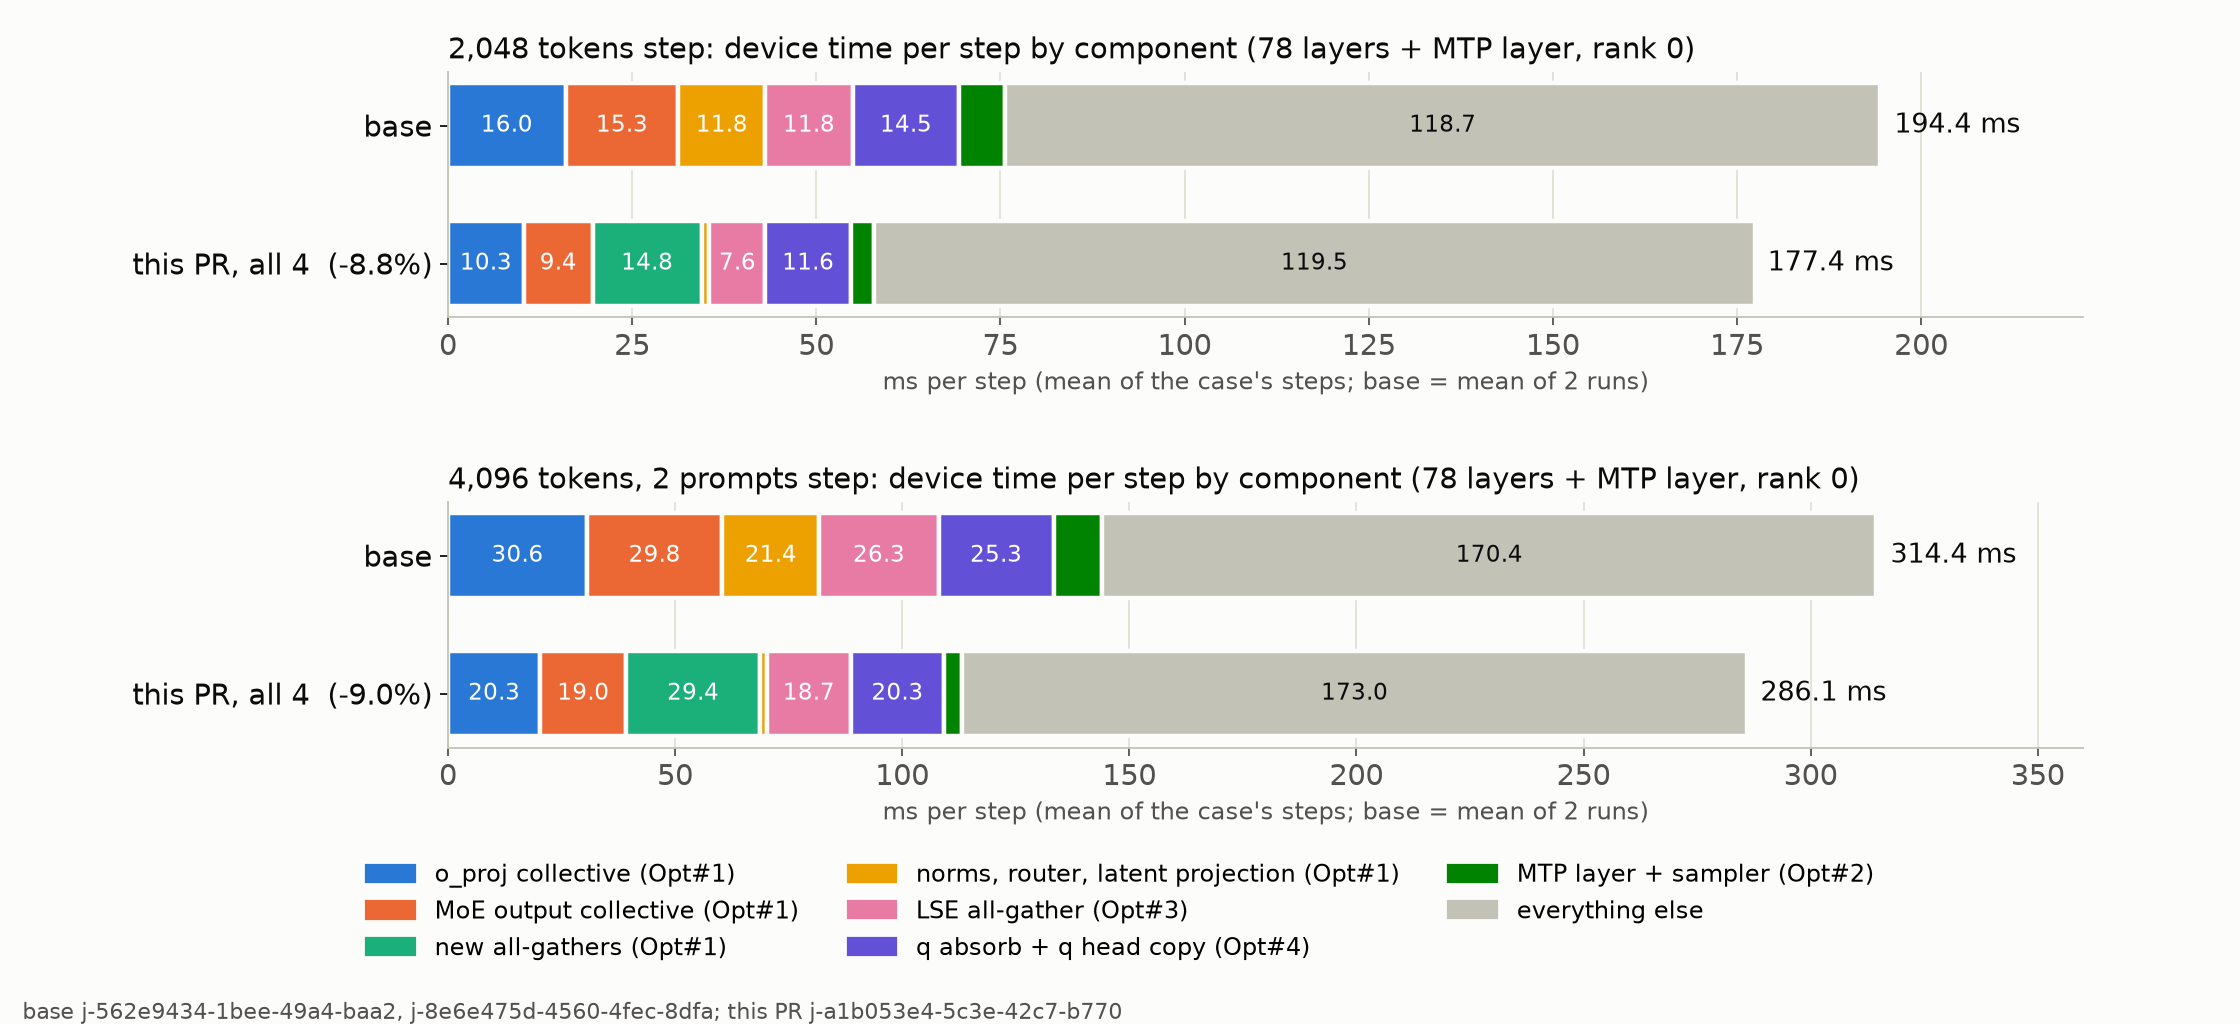 2,048 tokens step: device time per step by component (78 layers + MTP layer, rank 0)
base 16.0 15.3 11.8 11.8 14.5 118.7 194.4 ms
this PR, all 4 (-8.8%) 10.3 9.4 14.8 7.6 11.6 119.5 177.4 ms
0 25 50 75 100 125 150 175 200
ms per step (mean of the case's steps; base = mean of 2 runs)
4,096 tokens, 2 prompts step: device time per step by component (78 layers + MTP layer, rank 0)
base 30.6 29.8 21.4 26.3 25.3 170.4 314.4 ms
this PR, all 4 (-9.0%) 20.3 19.0 29.4 18.7 20.3 173.0 286.1 ms
0 50 100 150 200 250 300 350
ms per step (mean of the case's steps; base = mean of 2 runs)
o_proj collective (Opt#1)
MoE output collective (Opt#1)
new all-gathers (Opt#1)
norms, router, latent projection (Opt#1)
LSE all-gather (Opt#3)
q absorb + q head copy (Opt#4)
MTP layer + sampler (Opt#2)
everything else
base j-562e9434-1bee-49a4-baa2, j-8e6e475d-4560-4fec-8dfa; this PR j-a1b053e4-5c3e-42c7-b770